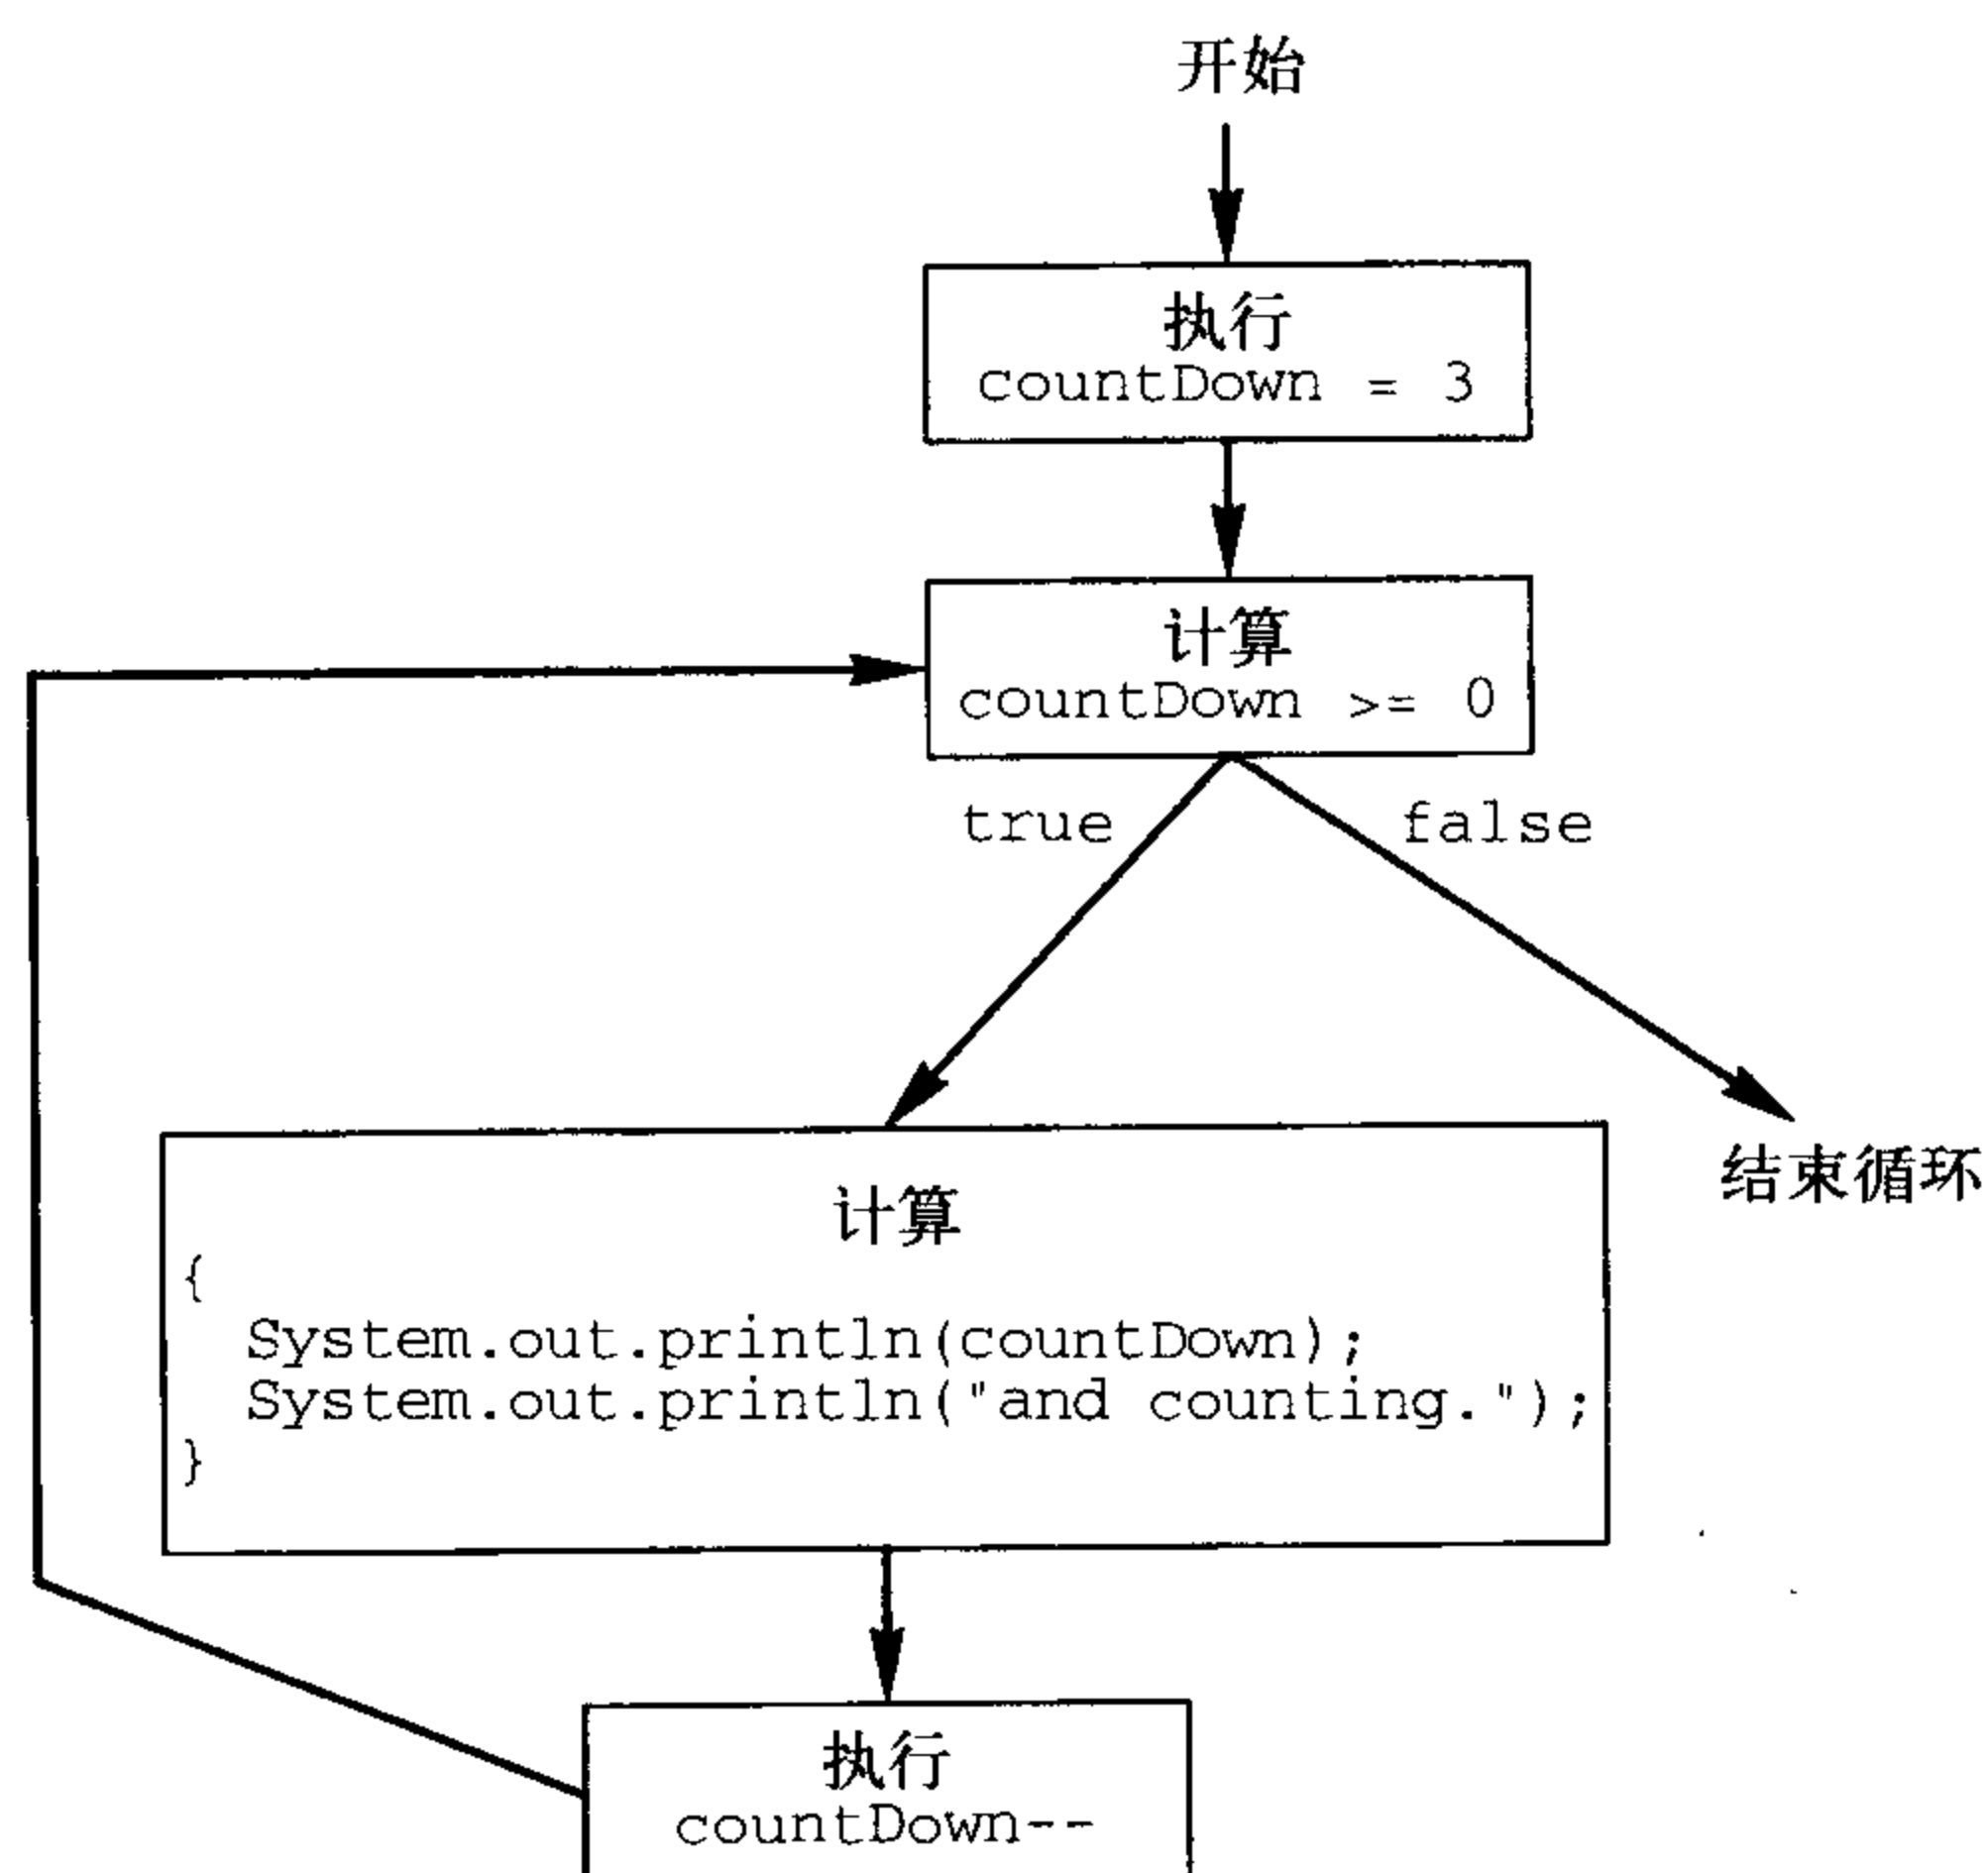 开始
执行
countDown = 3
计算
countDown >= 0
true
false
结束循环
计算
{
System.out.println(countDown);
System.out.println("and counting.");
}
执行
countDown--